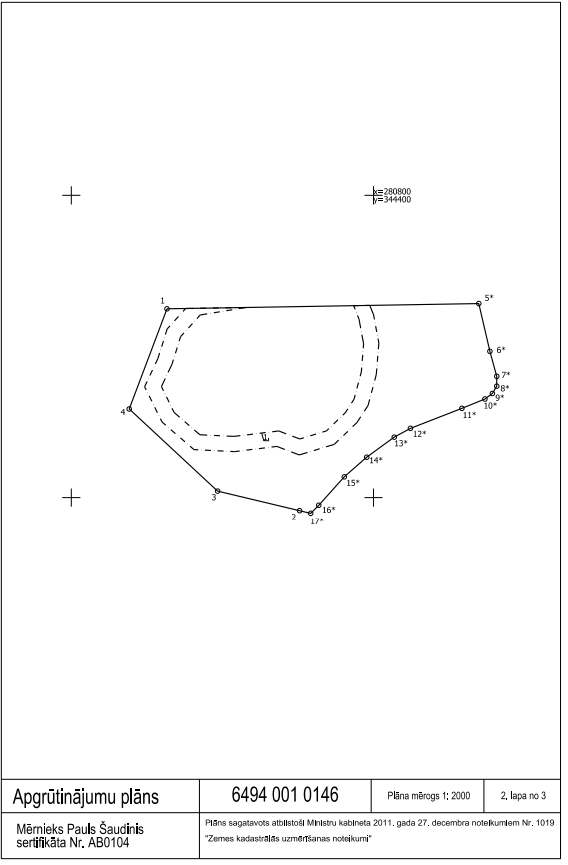 x=280800
y=344400
1
5*
6*
7*
8*
9*
10*
11*
12*
13*
14*
15*
16*
17*
2
3
4
Apgrūtinājumu plāns
6494 001 0146
Plāna mērogs 1: 2000
2. lapa no 3
Mērnieks Pauls Šaudinis
sertifikāta Nr. AB0104
Plāns sagatavots atbilstoši Ministru kabineta 2011. gada 27. decembra noteikumiem Nr. 1019
"Zemes kadastrālās uzmērīšanas noteikumi"